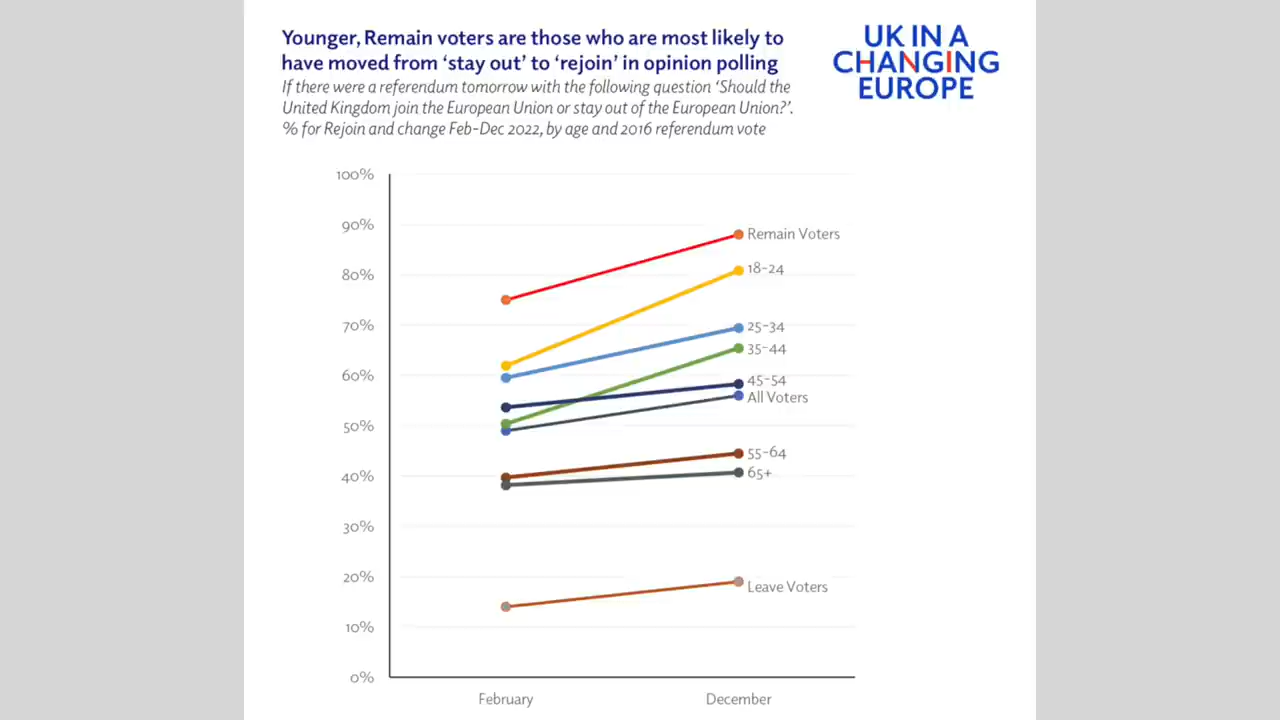 Younger, Remain voters are those who are most likely to
have moved from ‘stay out’ to ‘rejoin’ in opinion polling
If there were a referendum tomorrow with the following question ‘Should the
United Kingdom join the European Union or stay out of the European Union?’.
% for Rejoin and change Feb-Dec 2022, by age and 2016 referendum vote
UK IN A
CHANGING
EUROPE
100%
90%
80%
70%
60%
50%
40%
30%
20%
10%
0%
Remain Voters
18-24
25-34
35-44
45-54
All Voters
55-64
65+
Leave Voters
February
December